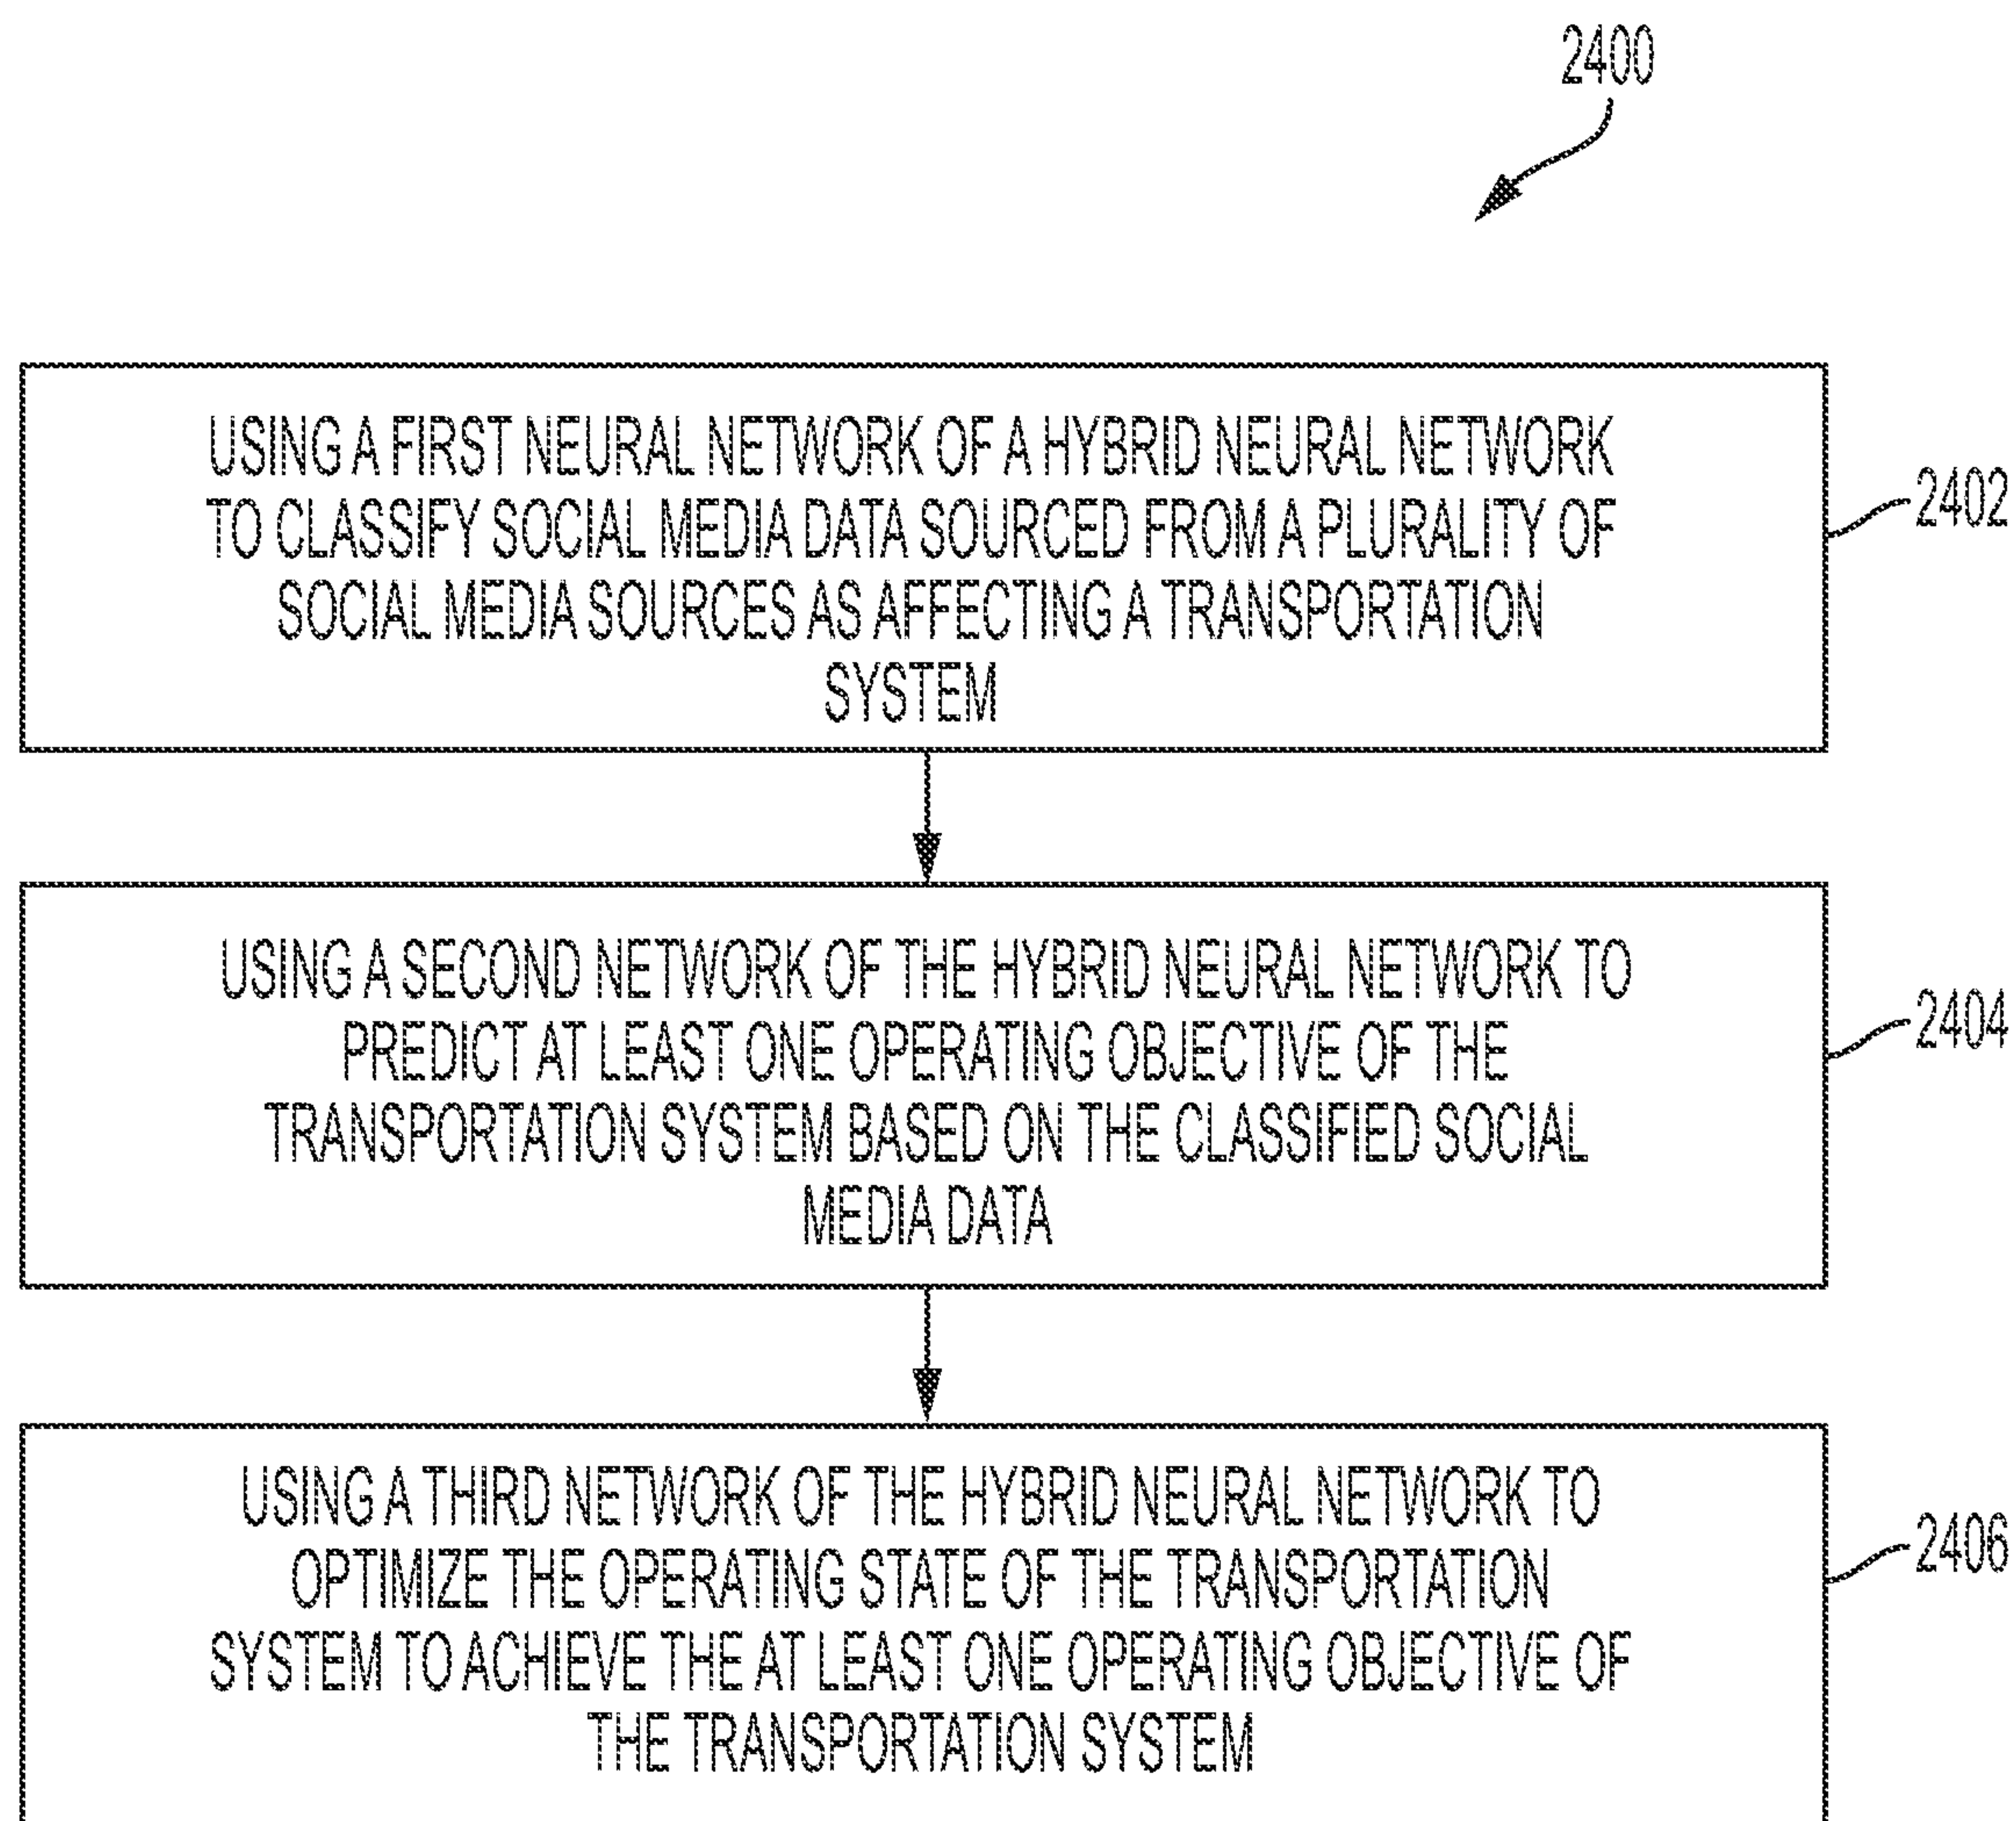 2400
USING A FIRST NEURAL NETWORK OF A HYBRID NEURAL NETWORK
TO CLASSIFY SOCIAL MEDIA DATA SOURCED FROM A PLURALITY OF
SOCIAL MEDIA SOURCES AS AFFECTING A TRANSPORTATION
SYSTEM
2402
USING A SECOND NETWORK OF THE HYBRID NEURAL NETWORK TO
PREDICT AT LEAST ONE OPERATING OBJECTIVE OF THE
TRANSPORTATION SYSTEM BASED ON THE CLASSIFIED SOCIAL
MEDIA DATA
2404
USING A THIRD NETWORK OF THE HYBRID NEURAL NETWORK TO
OPTIMIZE THE OPERATING STATE OF THE TRANSPORTATION
SYSTEM TO ACHIEVE THE AT LEAST ONE OPERATING OBJECTIVE OF
THE TRANSPORTATION SYSTEM
2406